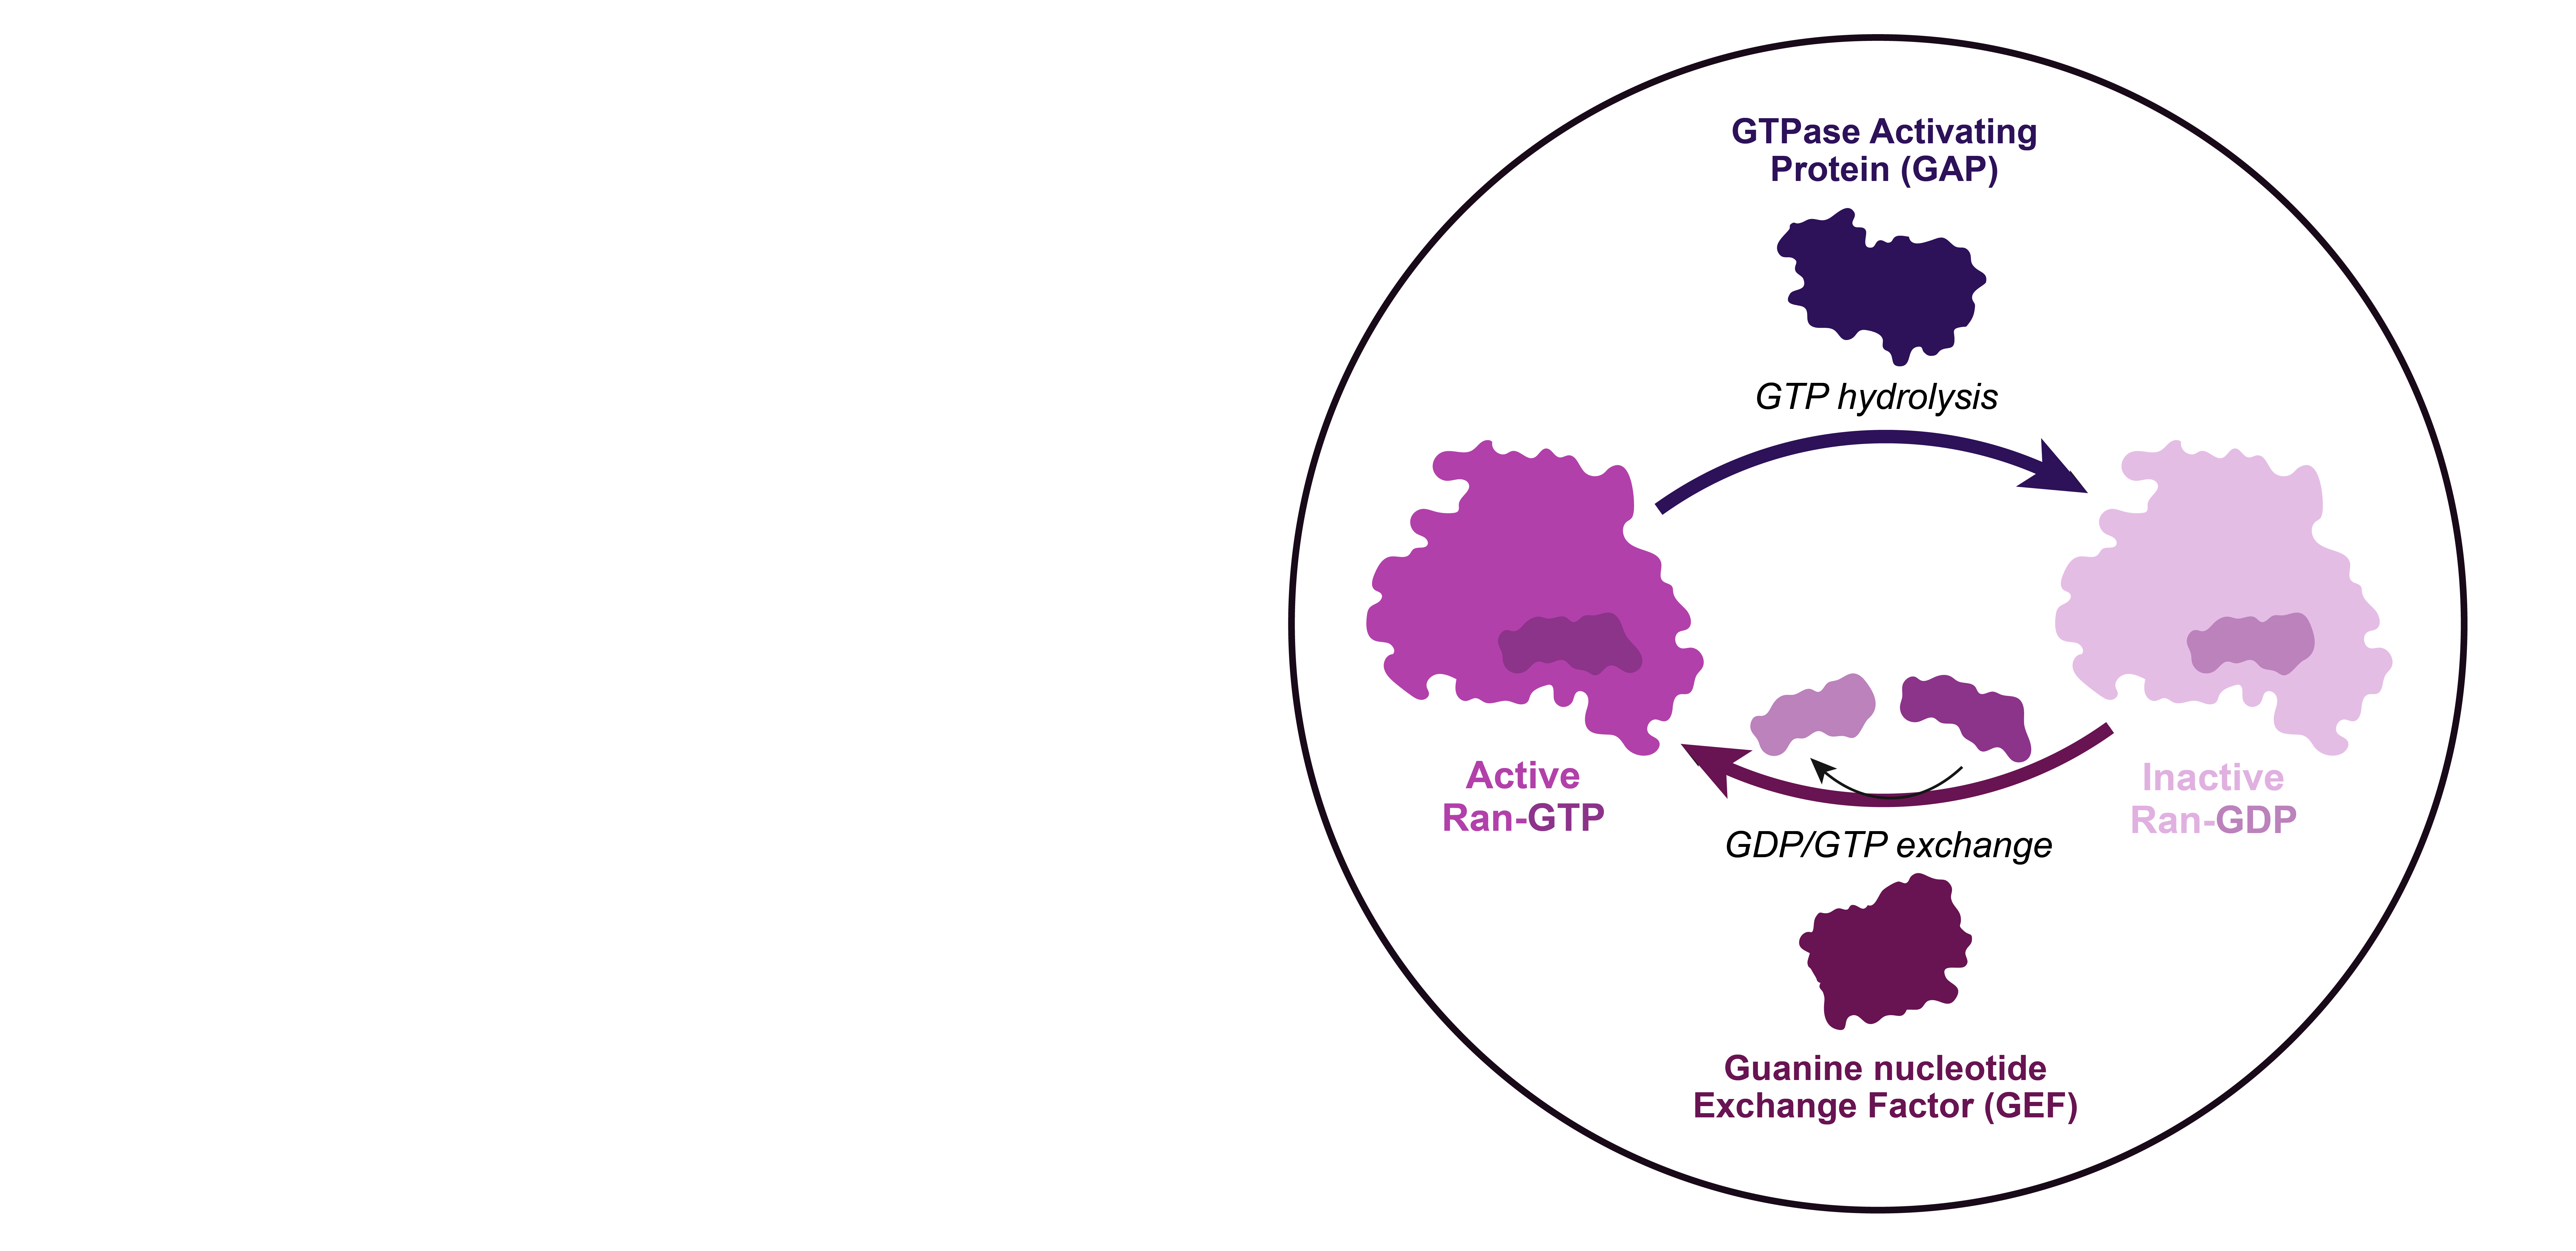 GTPase Activating
Protein (GAP)
GTP hydrolysis
Active
Ran-GTP
Inactive
Ran-GDP
GDP/GTP exchange
Guanine nucleotide
Exchange Factor (GEF)